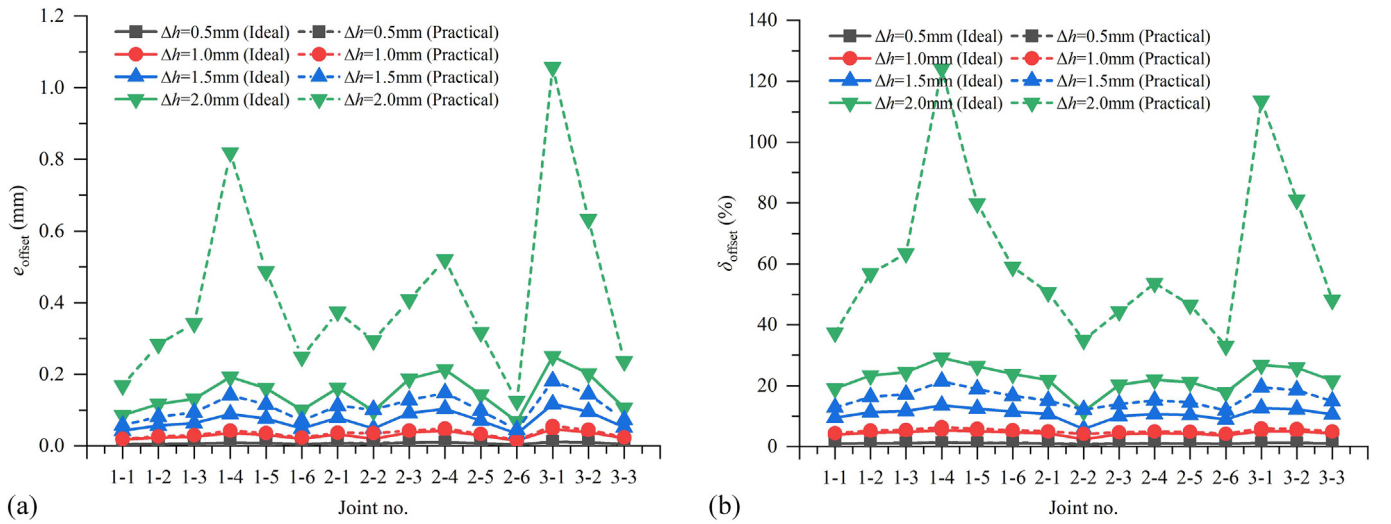 1.2
1.0
0.8
0.6
0.4
0.2
0.0
e offset (mm)
Δh=0.5mm (Ideal) Δh=0.5mm (Practical)
Δh=1.0mm (Ideal) Δh=1.0mm (Practical)
Δh=1.5mm (Ideal) Δh=1.5mm (Practical)
Δh=2.0mm (Ideal) Δh=2.0mm (Practical)
1-1 1-2 1-3 1-4 1-5 1-6 2-1 2-2 2-3 2-4 2-5 2-6 3-1 3-2 3-3
Joint no.
(a)
140
120
100
80
60
40
20
0
δ offset (%)
Δh=0.5mm (Ideal) Δh=0.5mm (Practical)
Δh=1.0mm (Ideal) Δh=1.0mm (Practical)
Δh=1.5mm (Ideal) Δh=1.5mm (Practical)
Δh=2.0mm (Ideal) Δh=2.0mm (Practical)
1-1 1-2 1-3 1-4 1-5 1-6 2-1 2-2 2-3 2-4 2-5 2-6 3-1 3-2 3-3
Joint no.
(b)